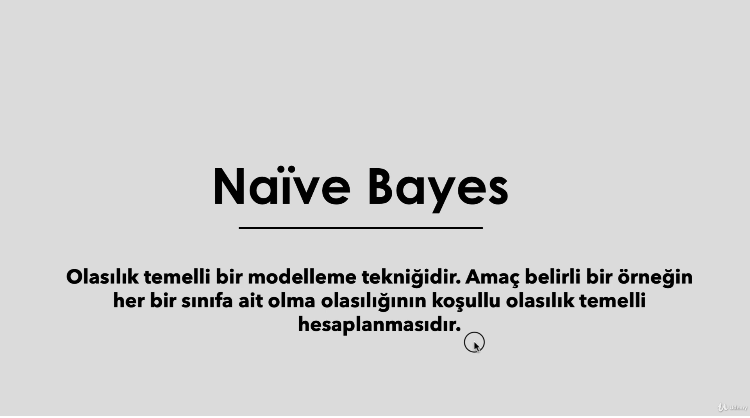 Naïve Bayes
Olasılık temelli bir modelleme tekniğidir. Amaç belirli bir örneğin
her bir sınıfa ait olma olasılığının koşullu olasılık temelli
hesaplanmasıdır.
Udemy